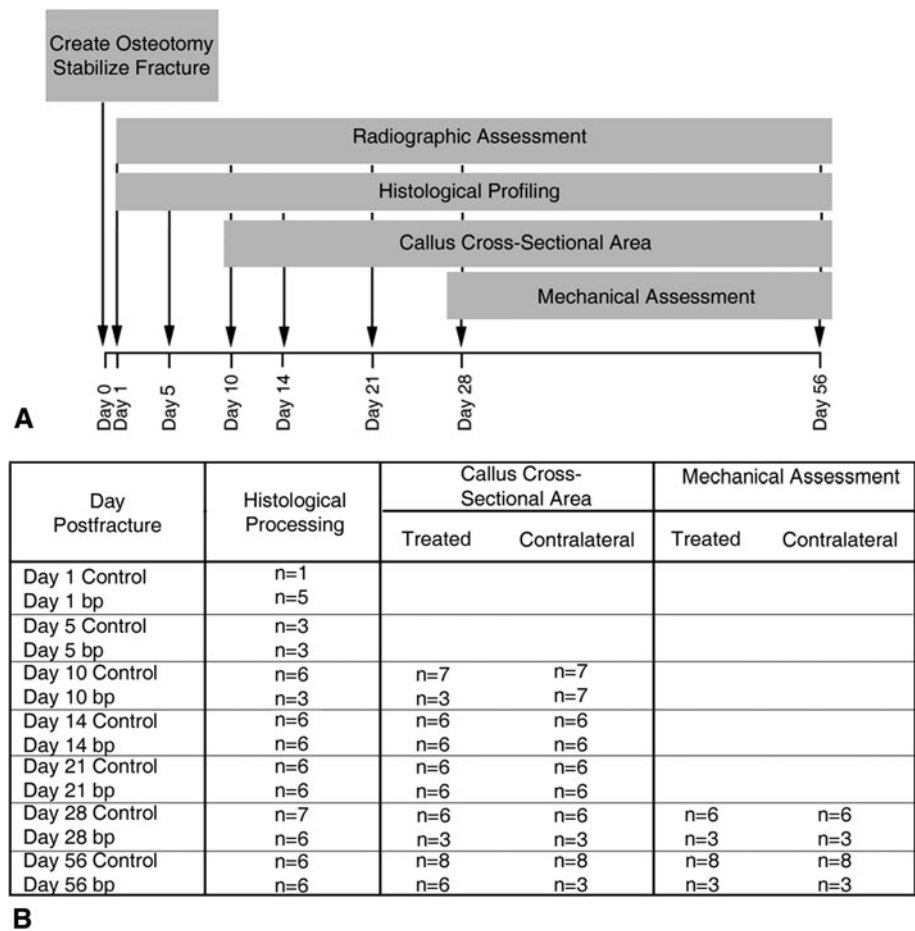 Create Osteotomy
Stabilize Fracture
Radiographic Assessment
Histological Profiling
Callus Cross-Sectional Area
Mechanical Assessment
Day 0
Day 1
Day 5
Day 10
Day 14
Day 21
Day 28
Day 56
A
Day
Postfracture
Histological
Processing
Callus Cross-
Sectional Area
Mechanical Assessment
Treated Contralateral Treated Contralateral
Day 1 Control n=1
Day 1 bp n=5
Day 5 Control n=3
Day 5 bp n=3
Day 10 Control n=6 n=7 n=7
Day 10 bp n=3 n=3 n=7
Day 14 Control n=6 n=6 n=6
Day 14 bp n=6 n=6 n=6
Day 21 Control n=6 n=6 n=6
Day 21 bp n=6 n=6 n=6
Day 28 Control n=7 n=6 n=6 n=6 n=6
Day 28 bp n=6 n=3 n=3 n=3 n=3
Day 56 Control n=6 n=8 n=8 n=8 n=8
Day 56 bp n=6 n=6 n=3 n=3 n=3
B